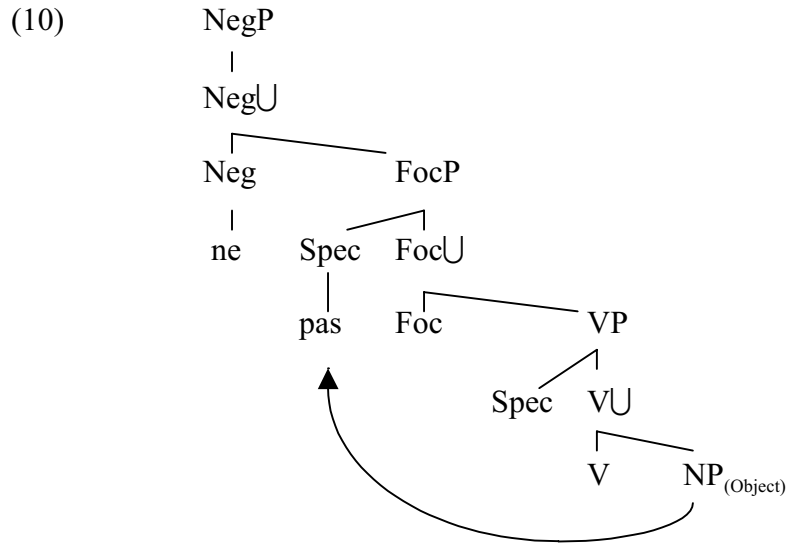 (10) NegP
Neg⋃
Neg FocP
ne Spec Foc⋃
pas Foc VP
Spec V⋃
V NP(Object)